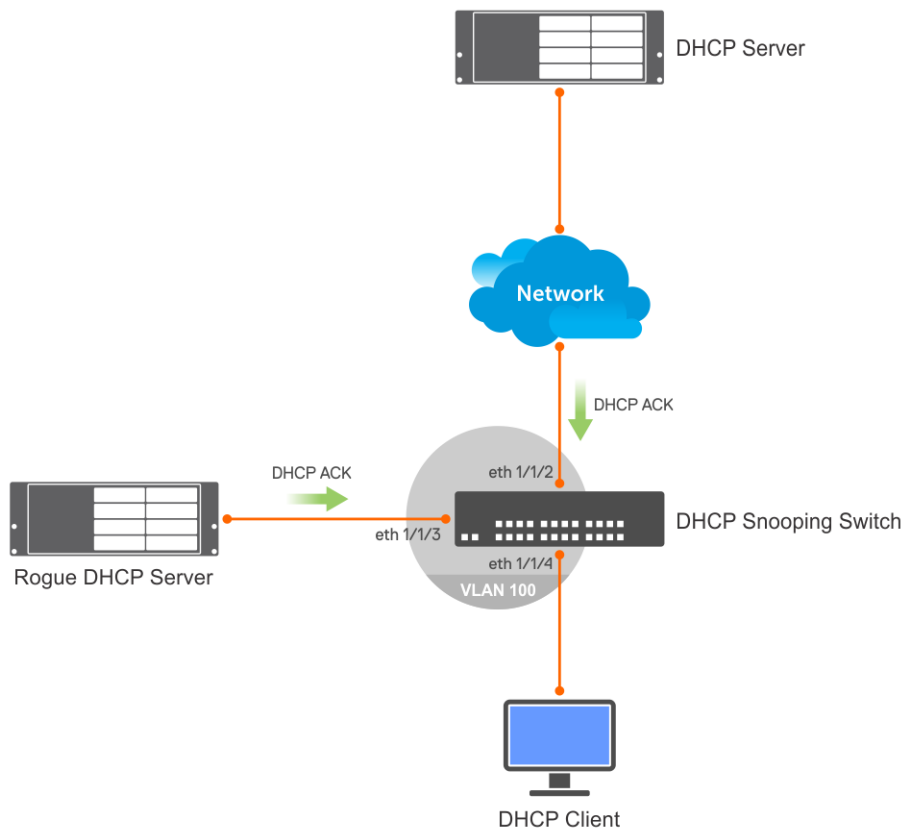 DHCP Server
Network
DHCP ACK
DHCP ACK
eth 1/1/2
eth 1/1/3
DHCP Snooping Switch
Rogue DHCP Server
eth 1/1/4
VLAN 100
DHCP Client